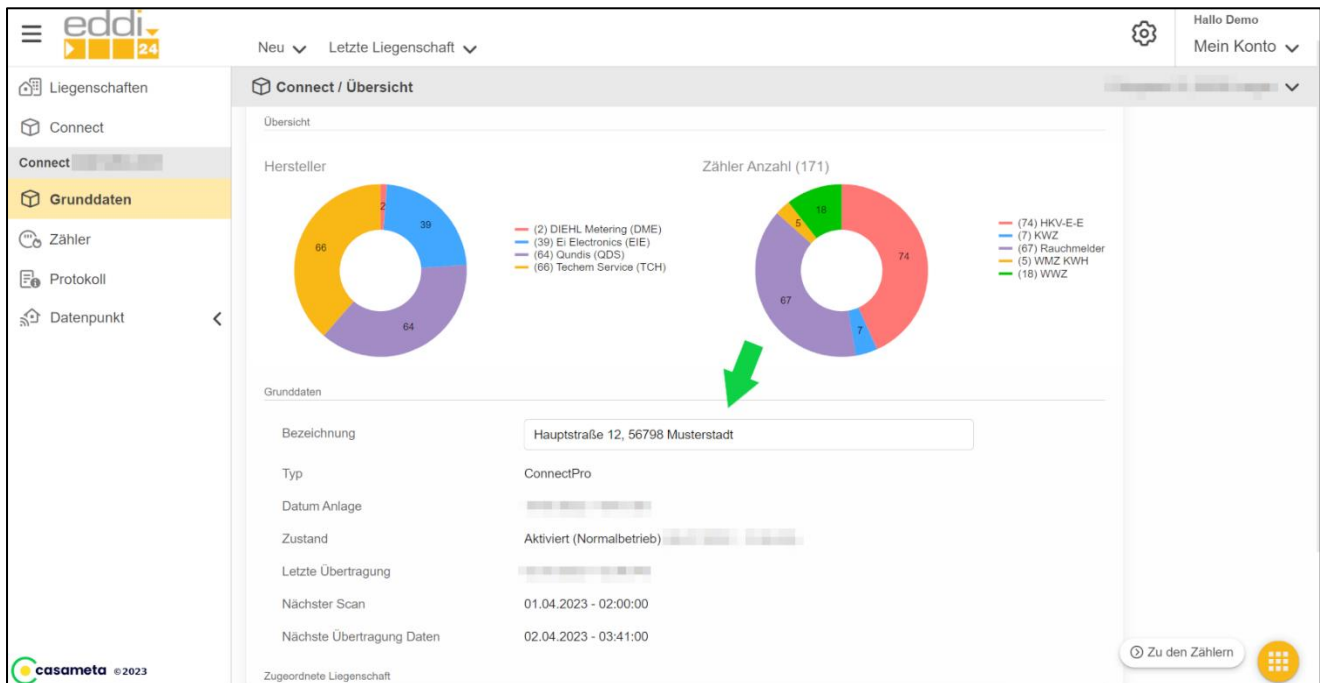 eddi
24
Neu
Letzte Liegenschaft
Hallo Demo
Mein Konto
Liegenschaften
Connect
Connect
Grunddaten
Zähler
Protokoll
Datenpunkt
Connect / Übersicht
Übersicht
Hersteller
2
39
66
64
(2) DIEHL Metering (DME)
(39) Ei Electronics (EIE)
(64) Qundis (QDS)
(66) Techem Service (TCH)
Zähler Anzahl (171)
18
5
74
67
7
(74) HKV-E-E
(7) KWZ
(67) Rauchmelder
(5) WMZ KWH
(18) WWZ
Grunddaten
Bezeichnung Hauptstraße 12, 56798 Musterstadt
Typ ConnectPro
Datum Anlage
Zustand Aktiviert (Normalbetrieb)
Letzte Übertragung
Nächster Scan 01.04.2023 - 02:00:00
Nächste Übertragung Daten 02.04.2023 - 03:41:00
Zugeordnete Liegenschaft
Zu den Zählern
casameta ©2023